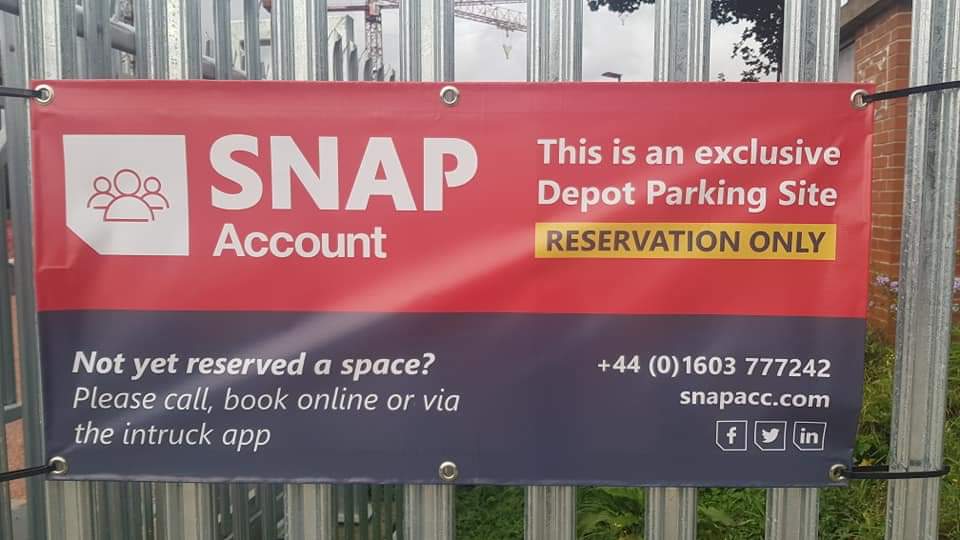 SNAP
Account
This is an exclusive
Depot Parking Site
RESERVATION ONLY
Not yet reserved a space?
Please call, book online or via
the intruck app
+44 (0)1603 777242
snapacc.com